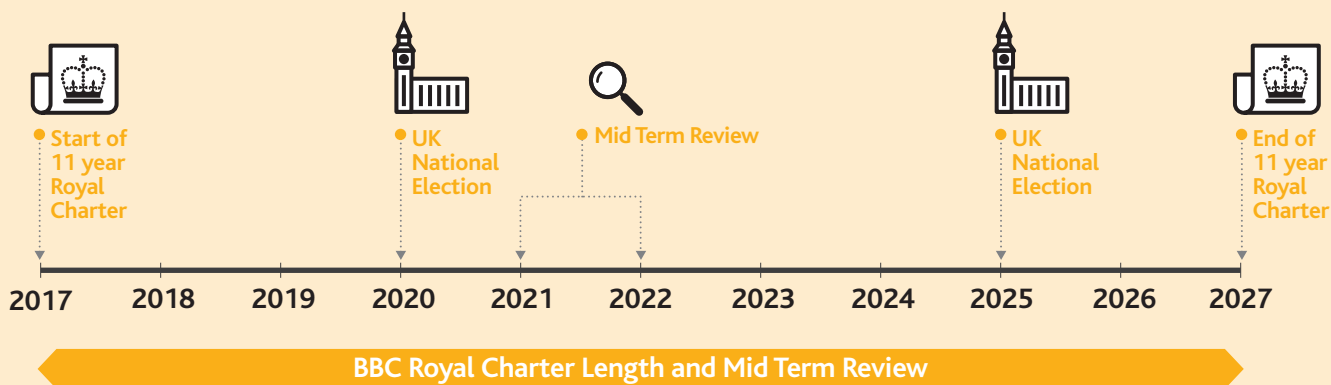 Start of
11 year
Royal
Charter
UK
National
Election
Mid Term Review
UK
National
Election
End of
11 year
Royal
Charter
2017 2018 2019 2020 2021 2022 2023 2024 2025 2026 2027
BBC Royal Charter Length and Mid Term Review